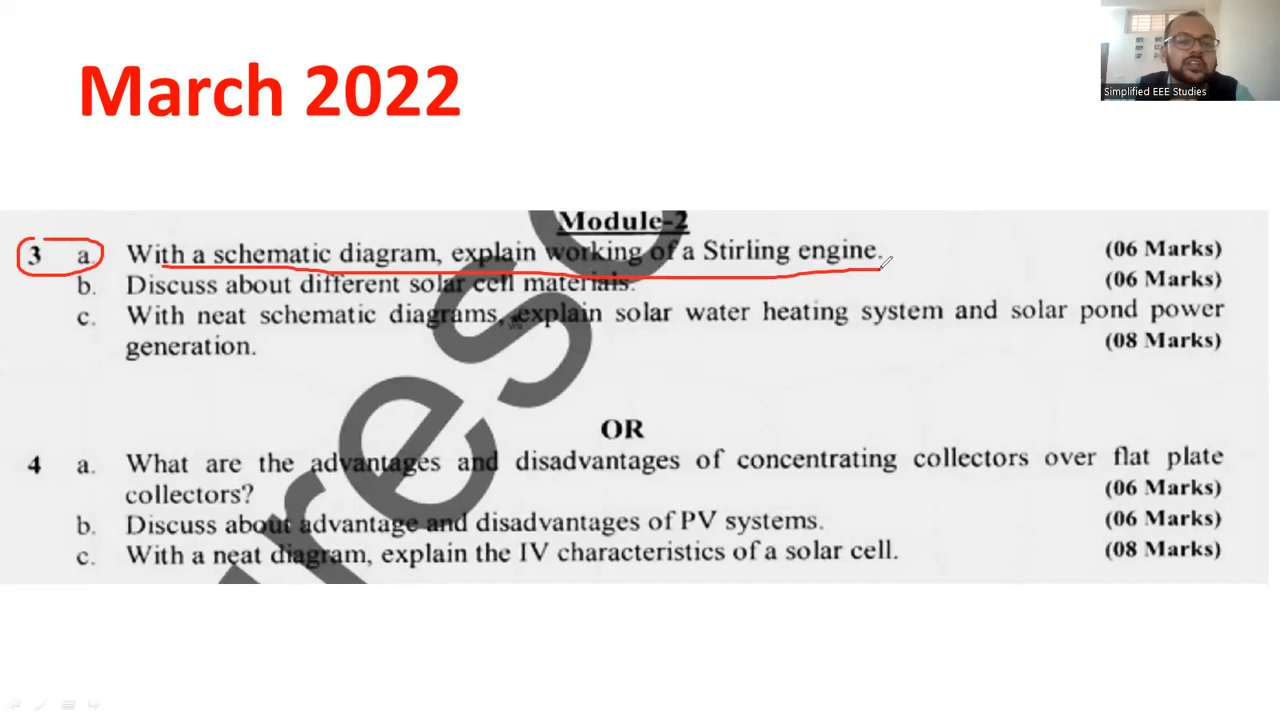 March 2022
Simplified EEE Studies
Module-2
3 a. With a schematic diagram, explain working of a Stirling engine. (06 Marks)
b. Discuss about different solar cell materials. (06 Marks)
c. With neat schematic diagrams, explain solar water heating system and solar pond power
generation. (08 Marks)
OR
4 a. What are the advantages and disadvantages of concentrating collectors over flat plate
collectors? (06 Marks)
b. Discuss about advantage and disadvantages of PV systems. (06 Marks)
c. With a neat diagram, explain the IV characteristics of a solar cell. (08 Marks)